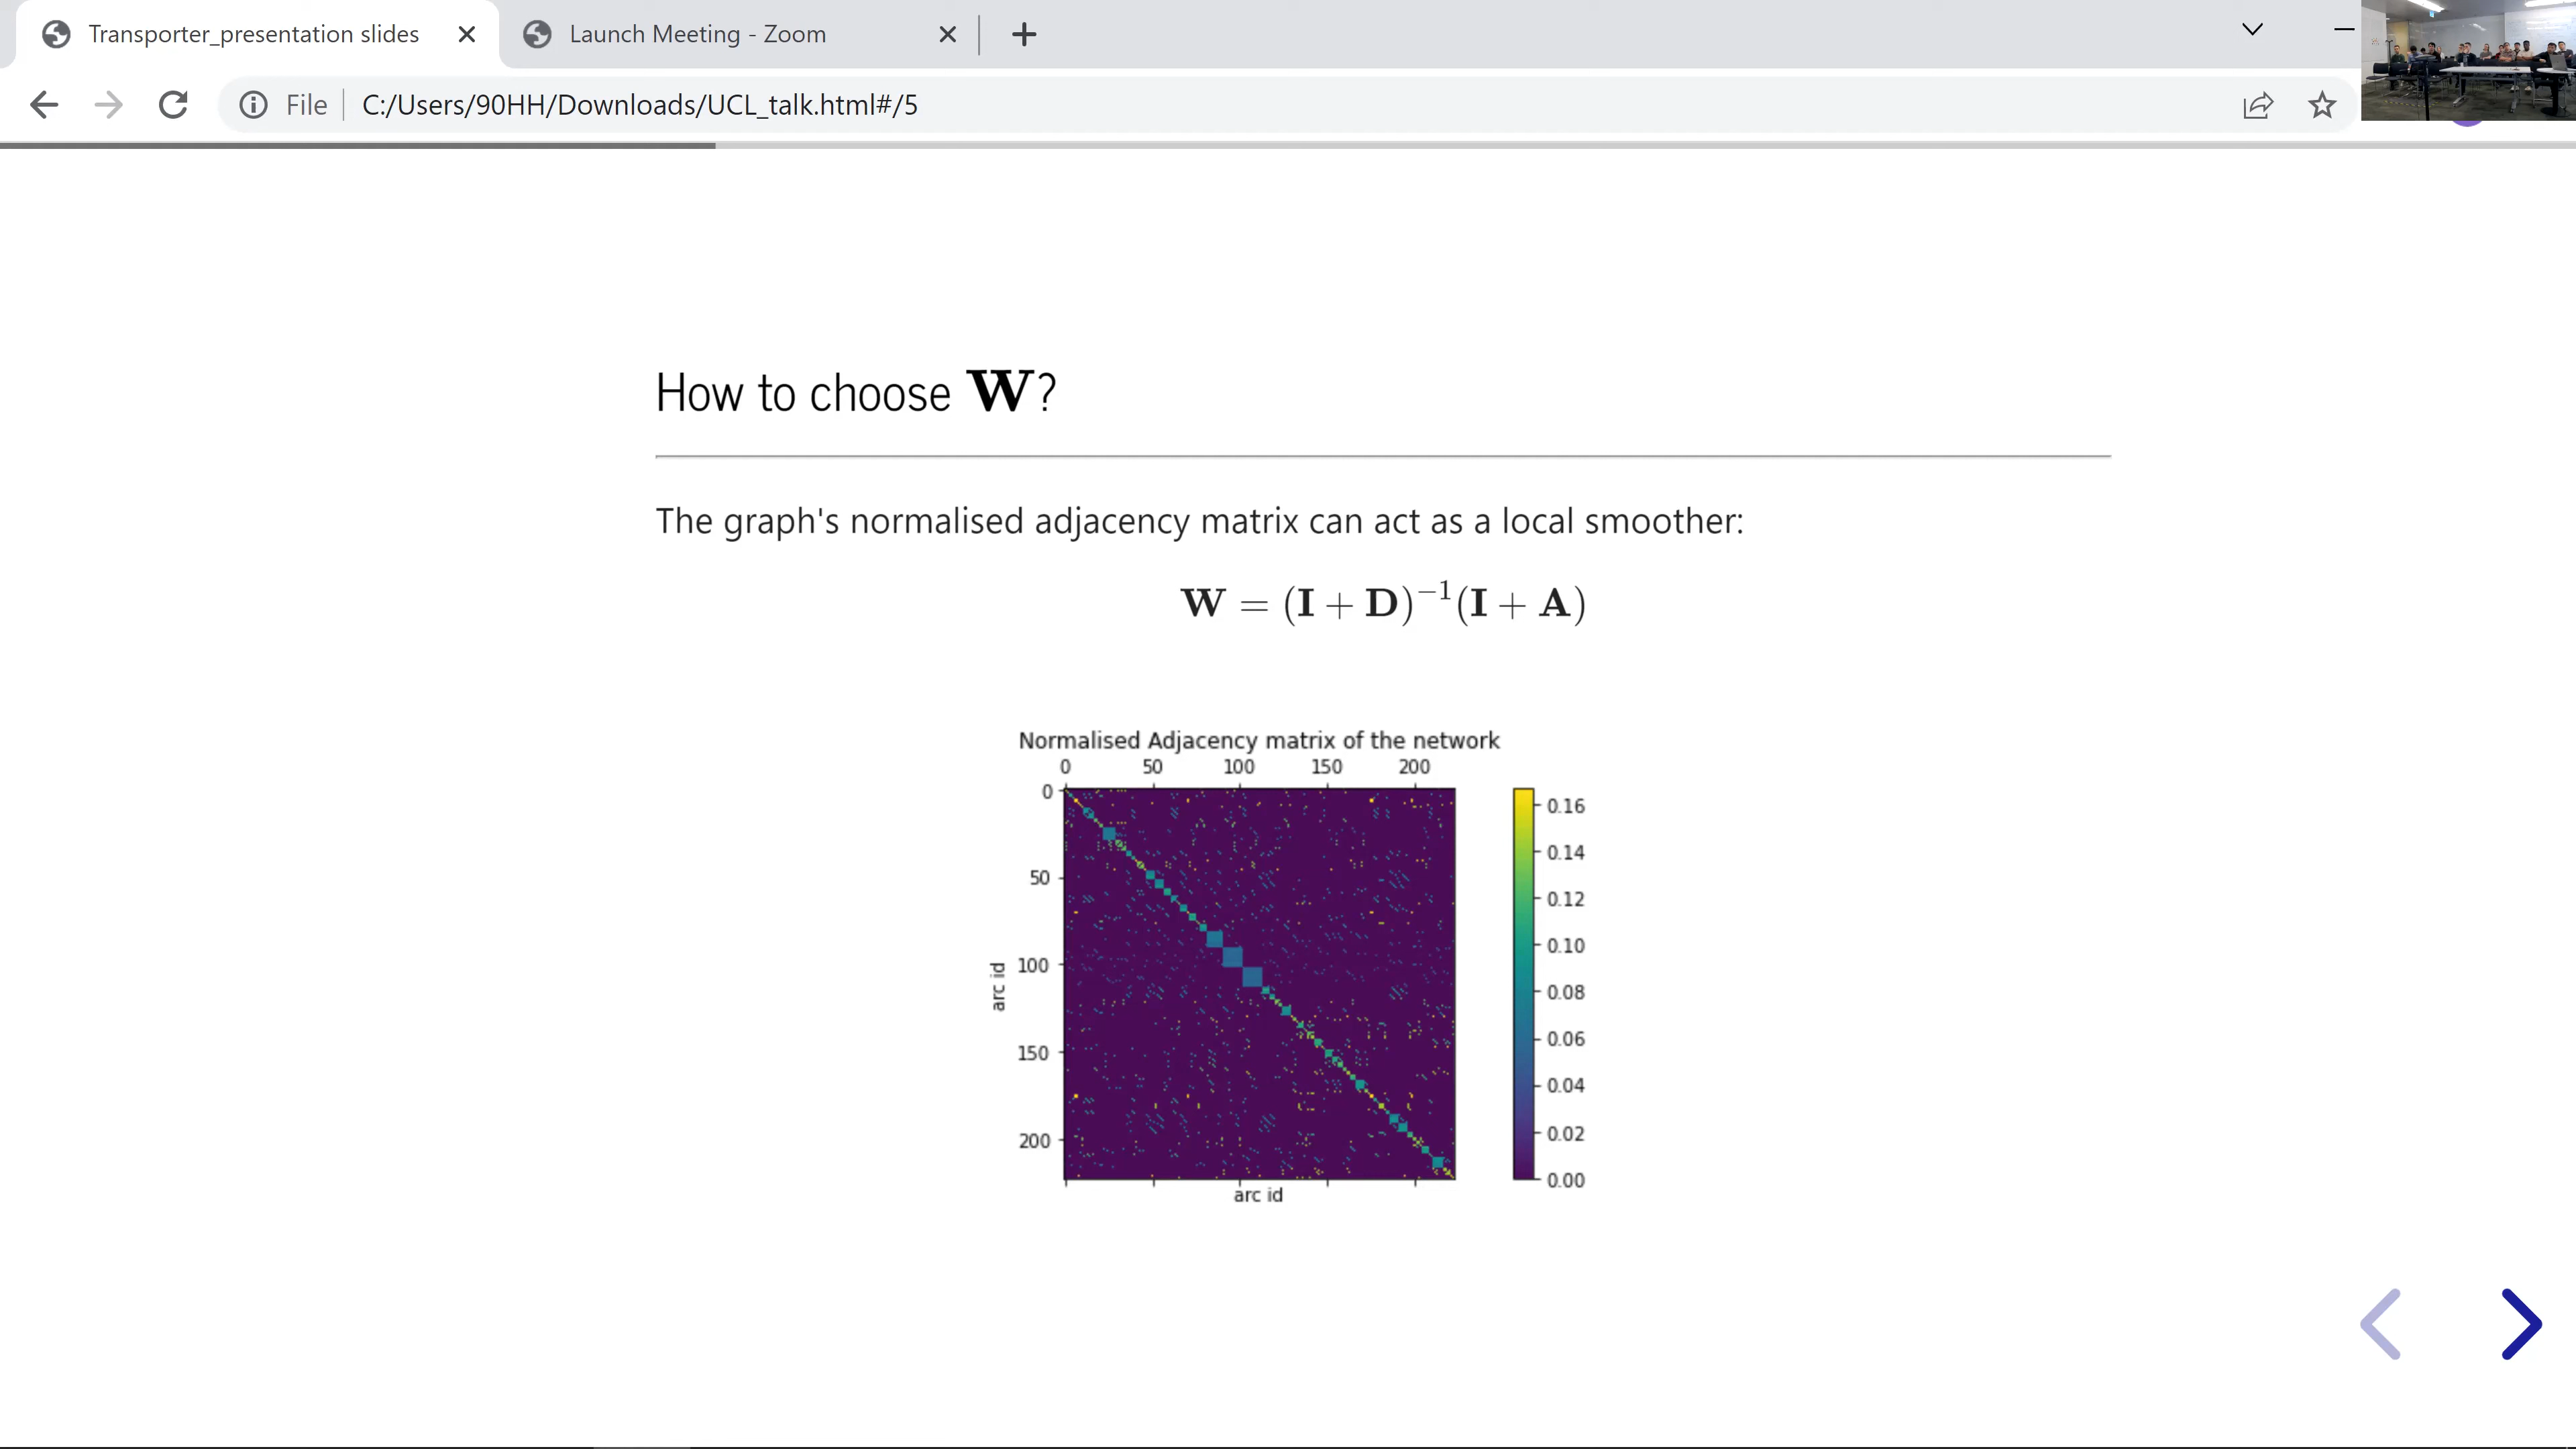 Transporter_presentation slides
Launch Meeting - Zoom
File C:/Users/90HH/Downloads/UCL_talk.html#/5
How to choose W?
The graph's normalised adjacency matrix can act as a local smoother:
W = (I + D)⁻¹(I + A)
Normalised Adjacency matrix of the network
0 50 100 150 200
0
50
100
150
200
arc id
arc id
0.16
0.14
0.12
0.10
0.08
0.06
0.04
0.02
0.00